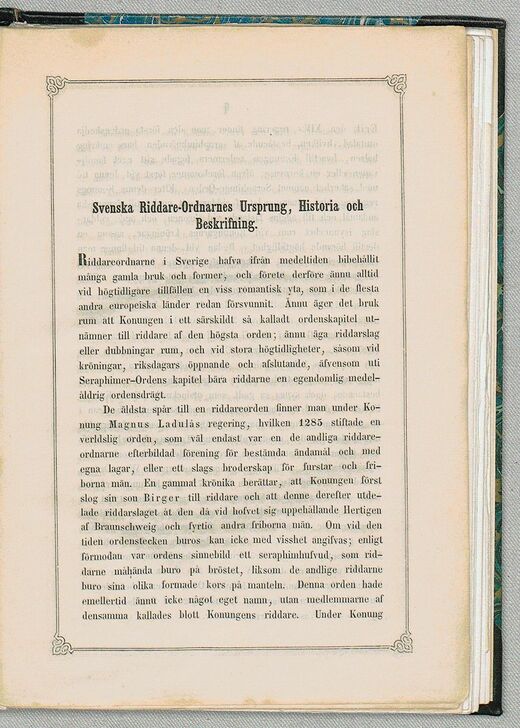 Svenska Riddare-Ordnarnes Ursprung, Historia och
Beskrifning.
Riddareordnarne i Sverige hafva ifrån medeltiden bibehållit
många gamla bruk och former, och förete derföre ännu alltid
vid högtidligare tillfällen en viss romantisk yta, som i de flesta
andra europeiska länder redan försvunnit. Ännu äger det bruk
rum att Konungen i ett särskildt så kalladt ordenskapitel ut-
nämner till riddare af den högsta orden; ännu äga riddarslag
eller dubbningar rum, och vid stora högtidligheter, såsom vid
kröningar, riksdagars öppnande och afslutande, äfvensom uti
Seraphimer-Ordens kapitel bära riddarne en egendomlig medel-
åldrig ordensdrägt.
De äldsta spår till en riddareorden finner man under Ko-
nung Magnus Ladulås regering, hvilken 1285 stiftade en
verldslig orden, som väl endast var en de andliga riddare-
ordnarne efterbildad förening för bestämda ändamål och med
egna lagar, eller ett slags broderskap för furstar och fri-
borna män. En gammal krönika berättar, att Konungen först
slog sin son Birger till riddare och att denne derefter utde-
lade riddarslaget åt den då vid hofvet sig uppehållande Hertigen
af Braunschweig och fyrtio andra friborna män. Om vid den
tiden ordenstecken buros kan icke med visshet angifvas; enligt
förmodan var ordens sinnebild ett seraphinhufvud, som rid-
darne måhända buro på bröstet, liksom de andlige riddarne
buro sina olika formade kors på manteln. Denna orden hade
emellertid ännu icke något eget namn, utan medlemmarne af
densamma kallades blott Konungens riddare. Under Konung